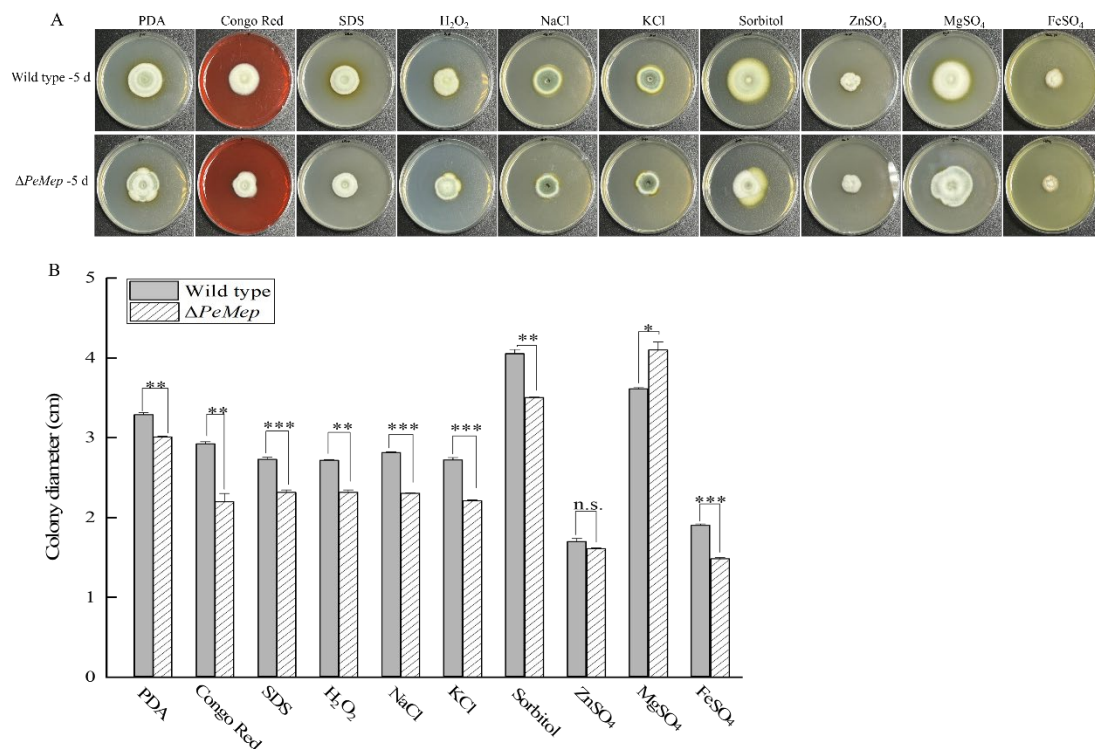 A
PDA Congo Red SDS H₂O₂ NaCl KCl Sorbitol ZnSO₄ MgSO₄ FeSO₄
Wild type -5 d
ΔPeMep -5 d
B
Wild type
ΔPeMep
Colony diameter (cm)
5
4
3
2
1
0
** ** *** ** *** *** ** n.s. * ***
PDA Congo Red SDS H₂O₂ NaCl KCl Sorbitol ZnSO₄ MgSO₄ FeSO₄